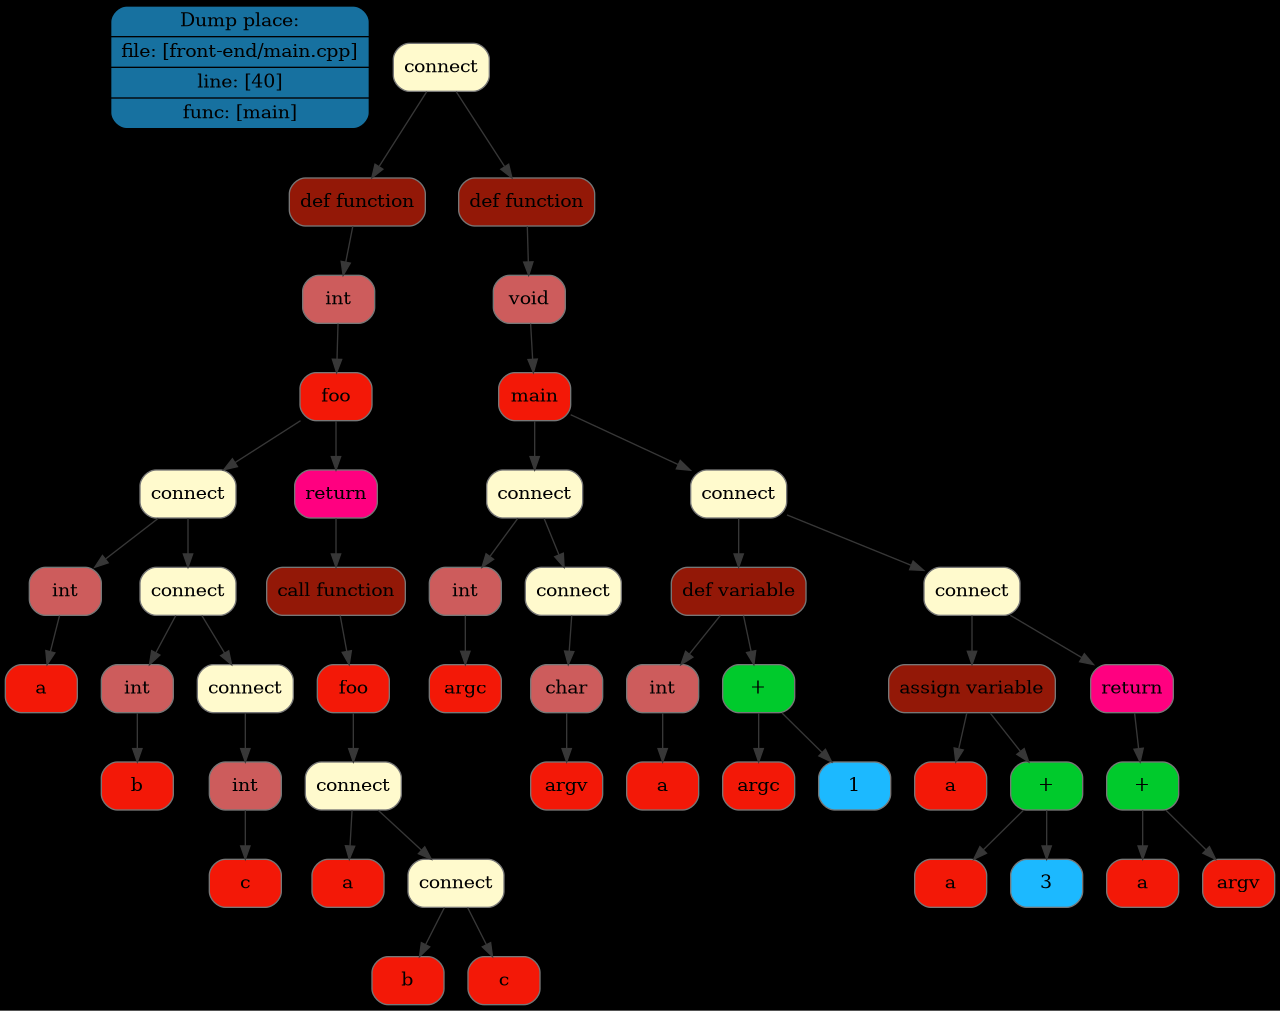 Dump place:
file: [front-end/main.cpp]
line: [40]
func: [main]
connect
def function
def function
int
void
foo
main
connect
return
connect
connect
int
connect
call function
int
connect
def variable
connect
a
int
connect
foo
argc
char
int
+
assign variable
return
b
int
connect
argv
a
argc
1
a
+
+
c
a
connect
a
3
a
argv
b
c